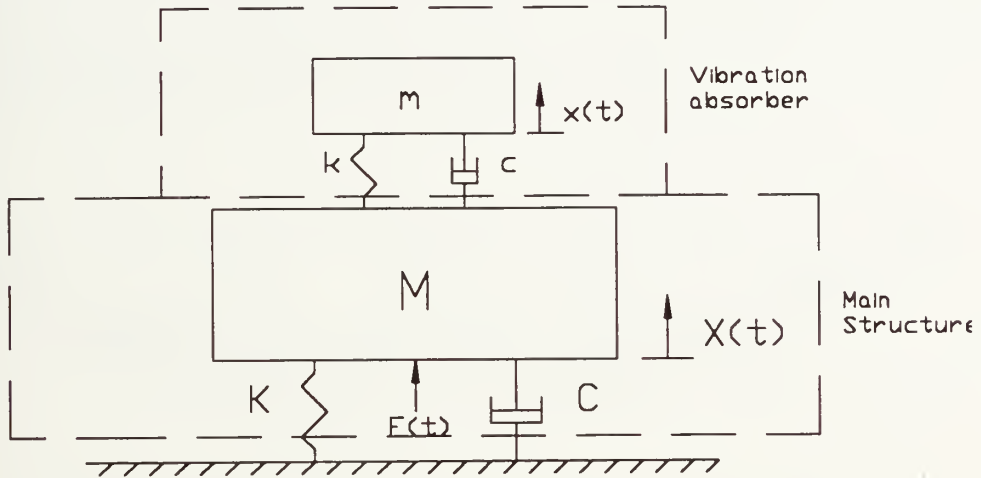 m
x(t)
Vibration
absorber
k
c
M
X(t)
Main
Structure
K
F(t)
C